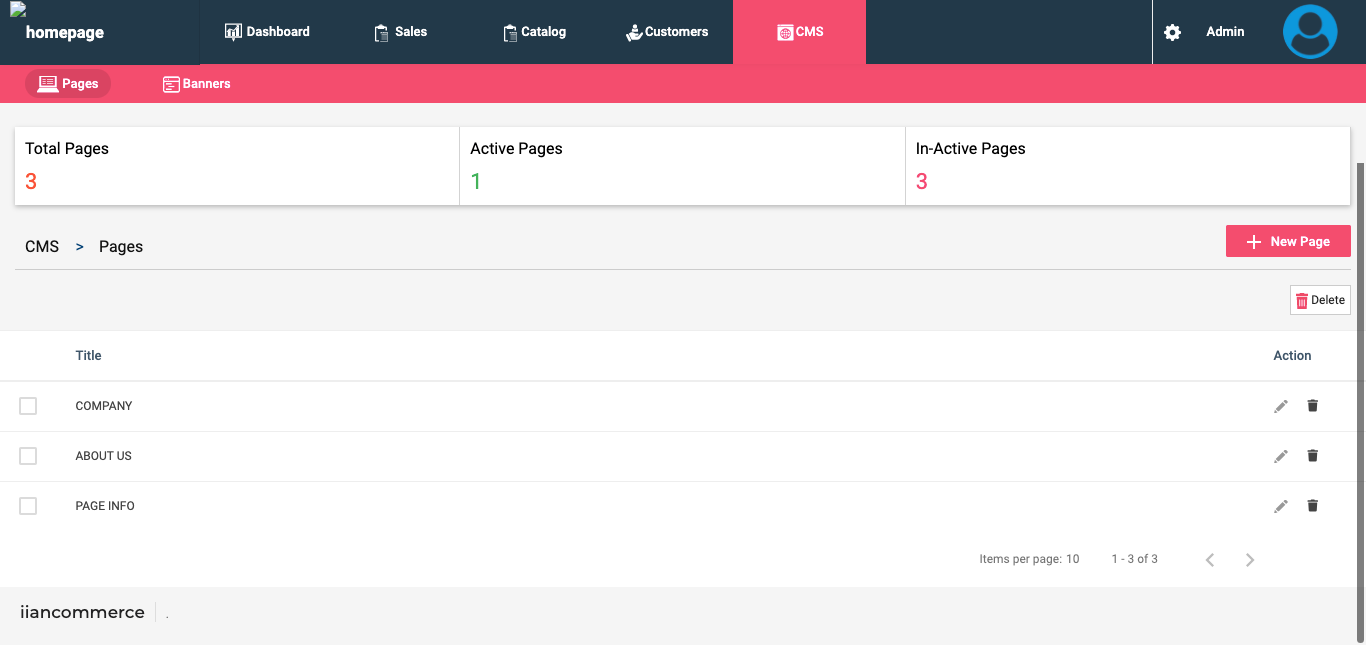 homepage
Dashboard
Sales
Catalog
Customers
CMS
Admin
Pages
Banners
Total Pages
3
Active Pages
1
In-Active Pages
3
CMS > Pages
New Page
Delete
Title Action
COMPANY
ABOUT US
PAGE INFO
Items per page: 10 1 - 3 of 3
iiancommerce .